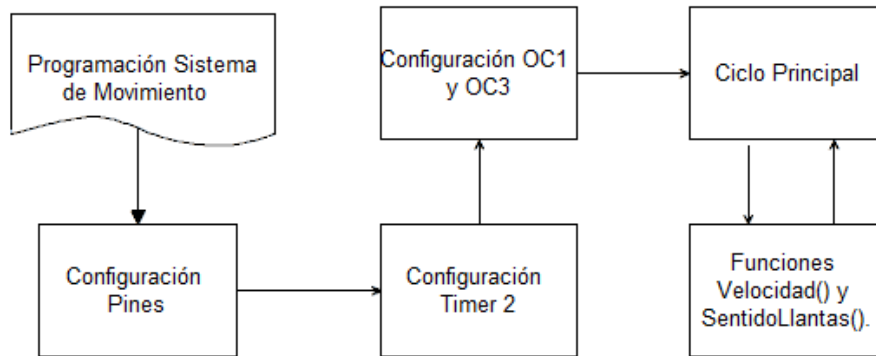 Programación Sistema
de Movimiento
Configuración
Pines
Configuración
Timer 2
Configuración OC1
y OC3
Ciclo Principal
Funciones
Velocidad() y
SentidoLlantas().